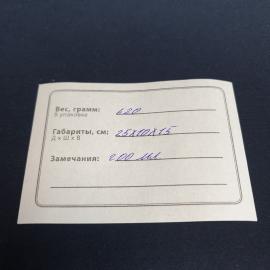 Вес, грамм: 620
В упаковке
Габариты, см: 25х10х15
Д х Ш х В
Замечания: 200 мл